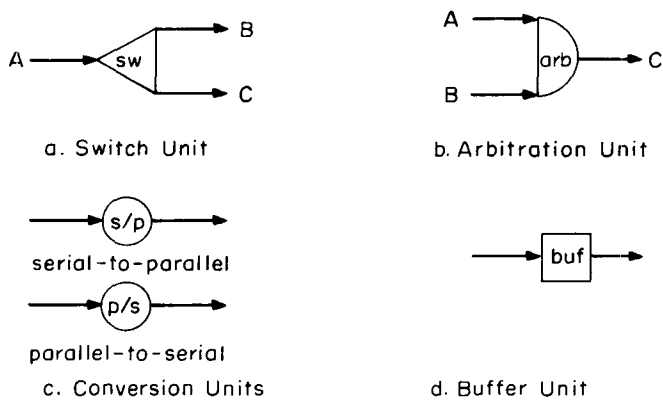 A
sw
B
C
a. Switch Unit
A
B
arb
C
b. Arbitration Unit
s/p
serial-to-parallel
p/s
parallel-to-serial
c. Conversion Units
buf
d. Buffer Unit